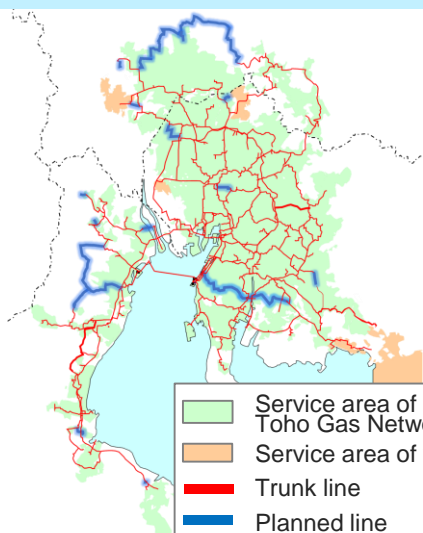 Service area of
Toho Gas Netw
Service area of
Trunk line
Planned line